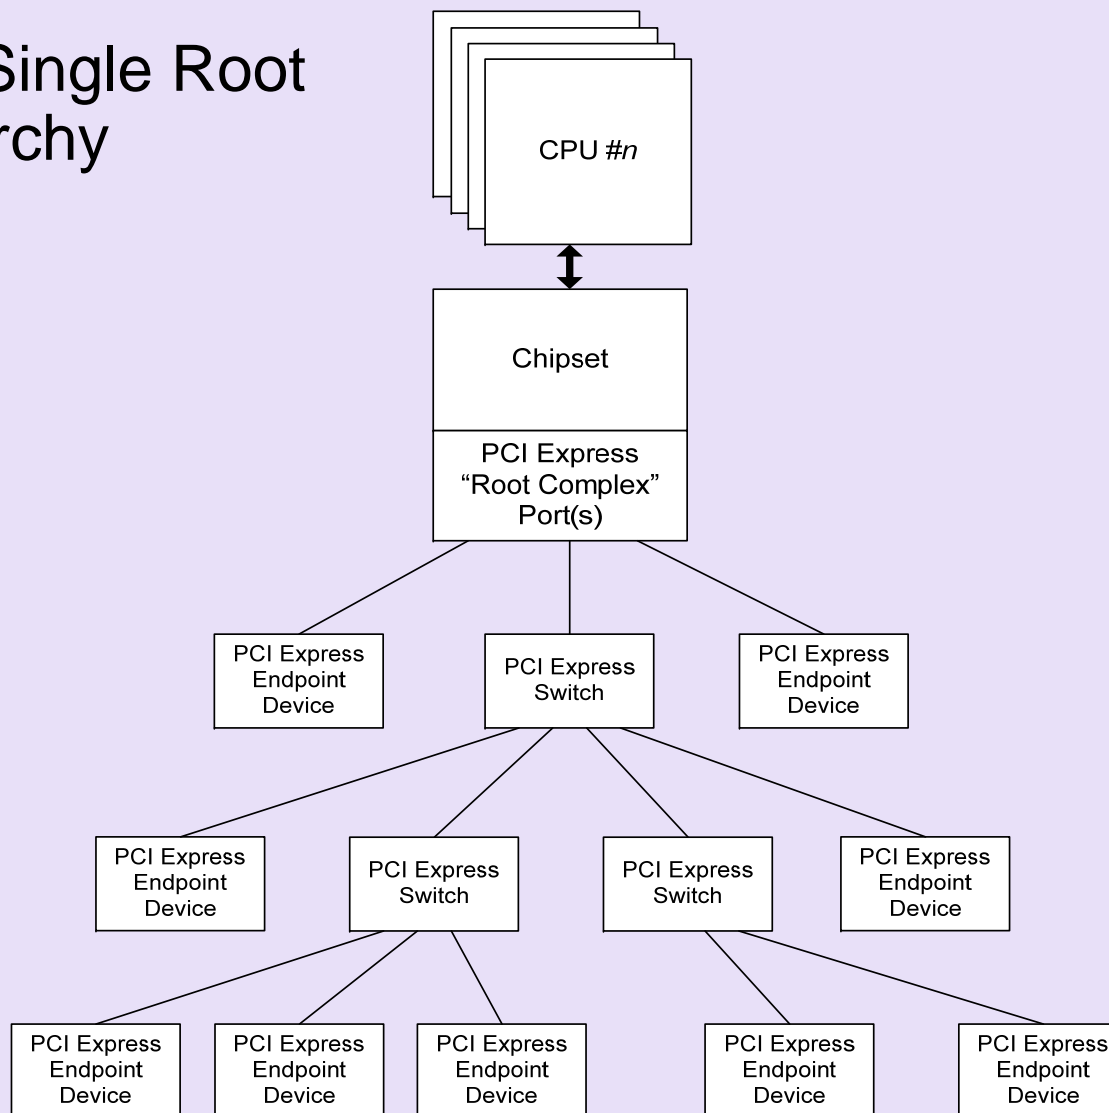 Single Root
rchy
CPU #n
Chipset
PCI Express
“Root Complex”
Port(s)
PCI Express
Endpoint
Device
PCI Express
Switch
PCI Express
Endpoint
Device
PCI Express
Endpoint
Device
PCI Express
Switch
PCI Express
Switch
PCI Express
Endpoint
Device
PCI Express
Endpoint
Device
PCI Express
Endpoint
Device
PCI Express
Endpoint
Device
PCI Express
Endpoint
Device
PCI Express
Endpoint
Device